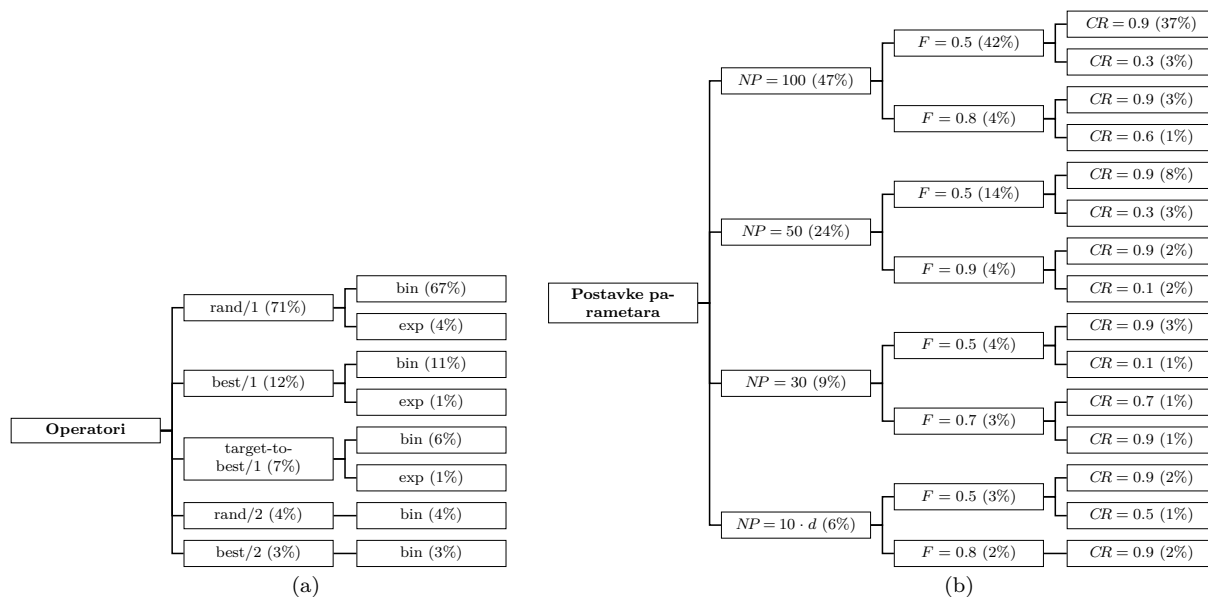 Operatori
rand/1 (71%)
bin (67%)
exp (4%)
best/1 (12%)
bin (11%)
exp (1%)
target-to-
best/1 (7%)
bin (6%)
exp (1%)
rand/2 (4%)
bin (4%)
best/2 (3%)
bin (3%)
(a)
Postavke pa-
rametara
NP = 100 (47%)
F = 0.5 (42%)
CR = 0.9 (37%)
CR = 0.3 (3%)
F = 0.8 (4%)
CR = 0.9 (3%)
CR = 0.6 (1%)
NP = 50 (24%)
F = 0.5 (14%)
CR = 0.9 (8%)
CR = 0.3 (3%)
F = 0.9 (4%)
CR = 0.9 (2%)
CR = 0.1 (2%)
NP = 30 (9%)
F = 0.5 (4%)
CR = 0.9 (3%)
CR = 0.1 (1%)
F = 0.7 (3%)
CR = 0.7 (1%)
CR = 0.9 (1%)
NP = 10 · d (6%)
F = 0.5 (3%)
CR = 0.9 (2%)
CR = 0.5 (1%)
F = 0.8 (2%)
CR = 0.9 (2%)
(b)